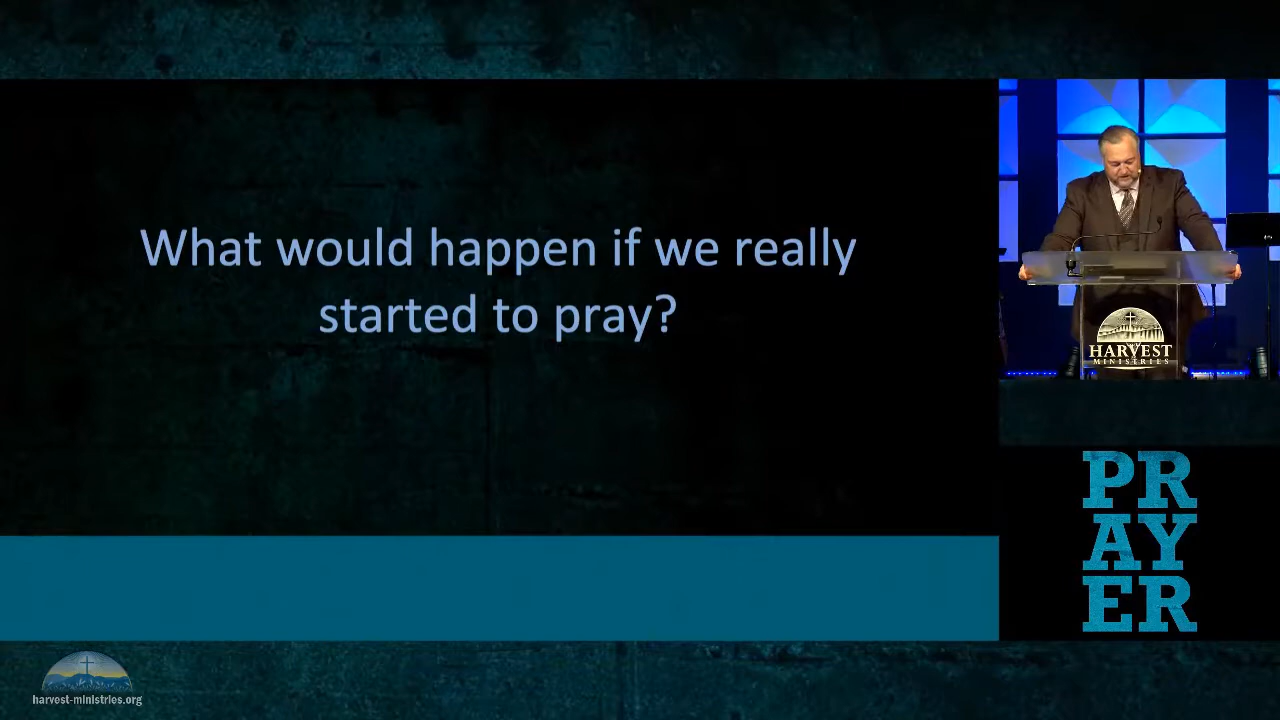 What would happen if we really
started to pray?
HARVEST
MINISTRIES
PR
AY
ER
harvest-ministries.org